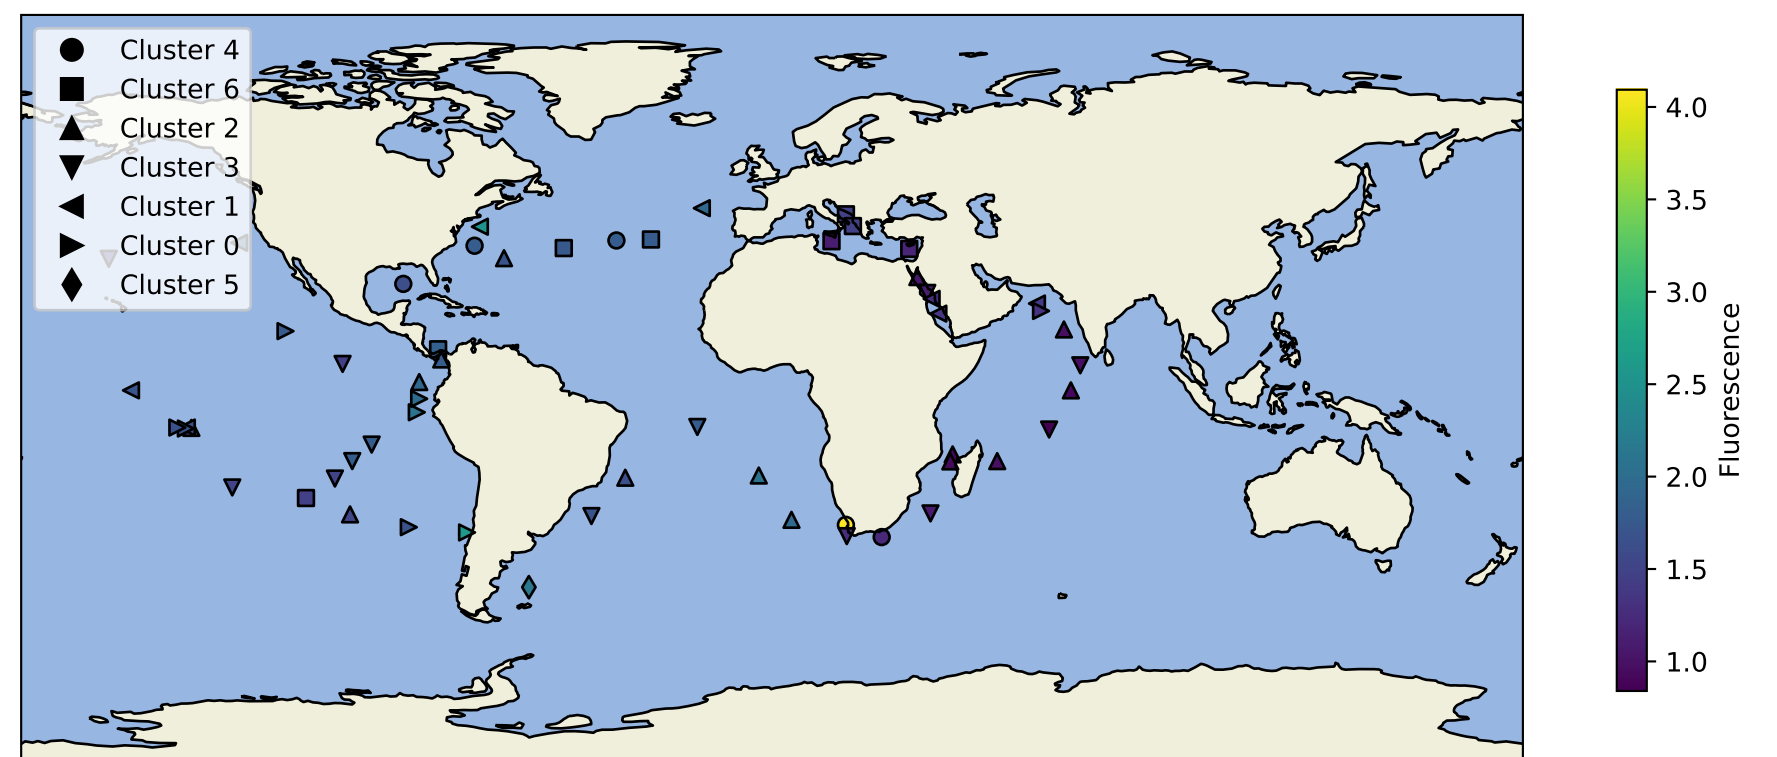 Cluster 4
Cluster 6
Cluster 2
Cluster 3
Cluster 1
Cluster 0
Cluster 5
4.0
3.5
3.0
2.5
2.0
1.5
1.0
Fluorescence